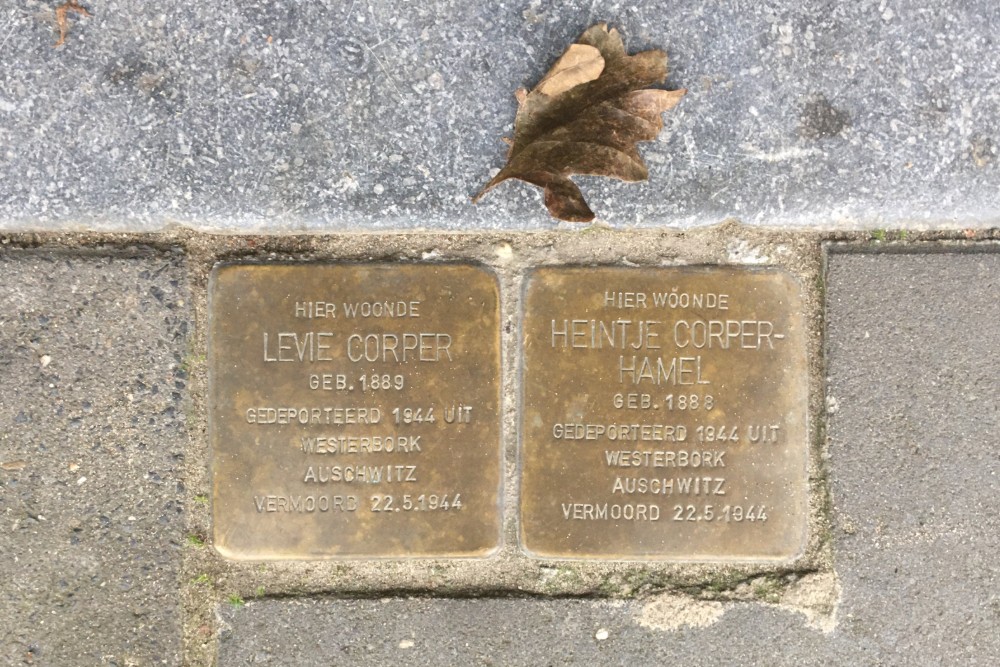 HIER WOONDE
LEVIE CORPER
GEB. 1889
GEDEPORTEERD 1944 UIT
WESTERBORK
AUSCHWITZ
VERMOORD 22.5.1944
HIER WOONDE
HEINTJE CORPER-
HAMEL
GEB. 1888
GEDEPORTEERD 1944 UIT
WESTERBORK
AUSCHWITZ
VERMOORD 22.5.1944